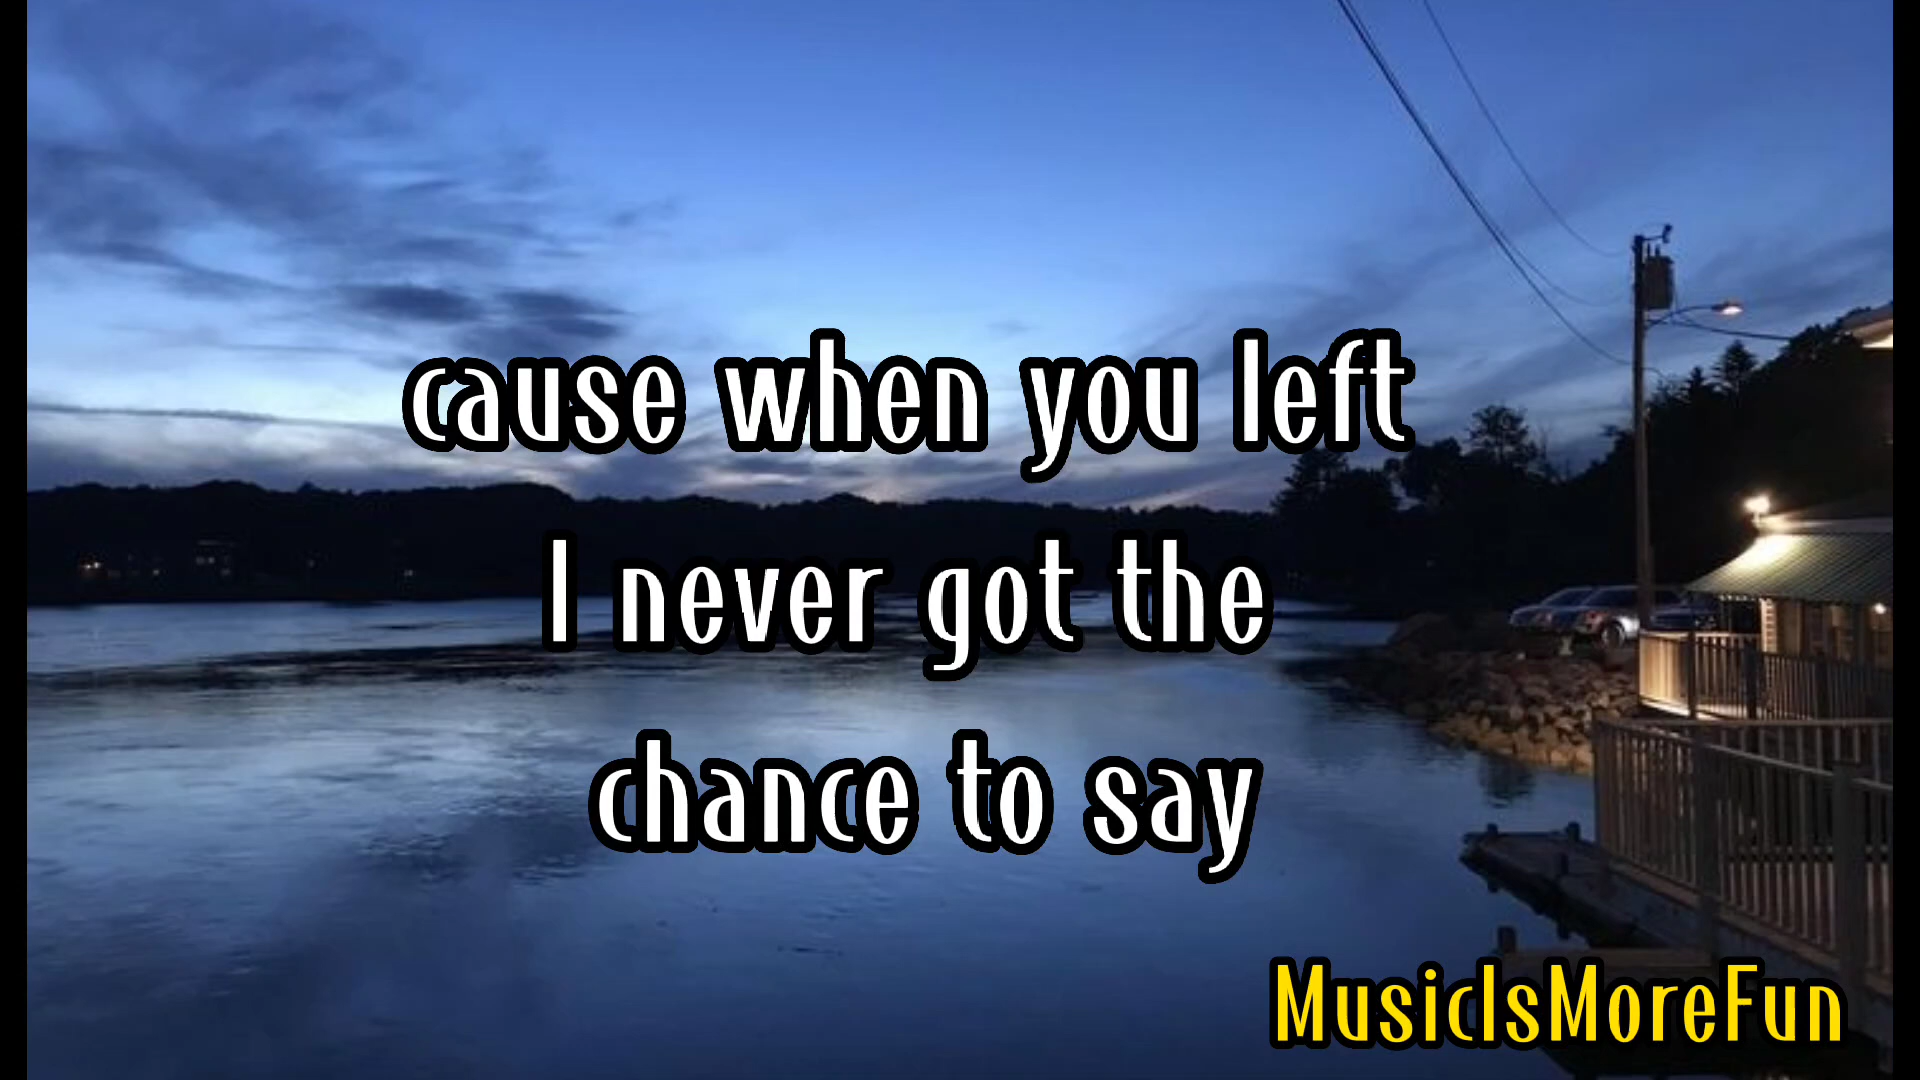 cause when you left
I never got the
chance to say
MusicIsMoreFun